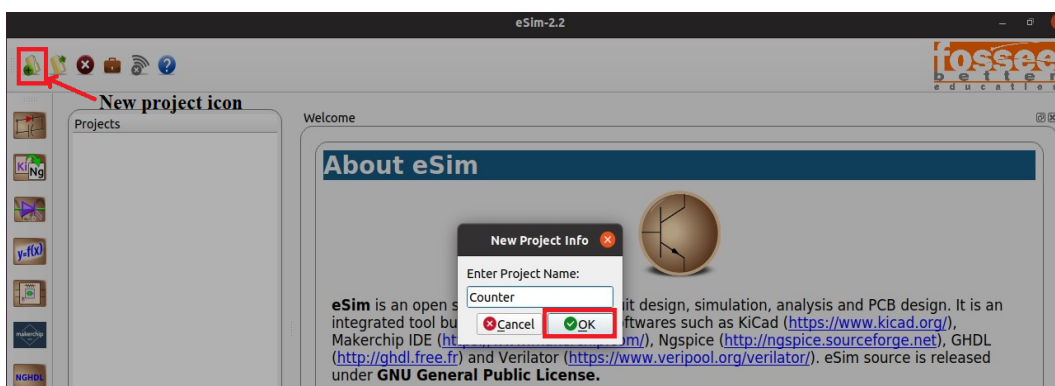 eSim-2.2
fossee
better
education
New project icon
Projects
Welcome
About eSim
KiNg
y=f(x)
makerchip
NGHDL
New Project Info
Enter Project Name:
Counter
Cancel
OK
eSim is an open s uit design, simulation, analysis and PCB design. It is an
integrated tool bu ftwares such as KiCad (https://www.kicad.org/),
Makerchip IDE (ht om/), Ngspice (http://ngspice.sourceforge.net), GHDL
(http://ghdl.free.fr) and Verilator (https://www.veripool.org/verilator/). eSim source is released
under GNU General Public License.